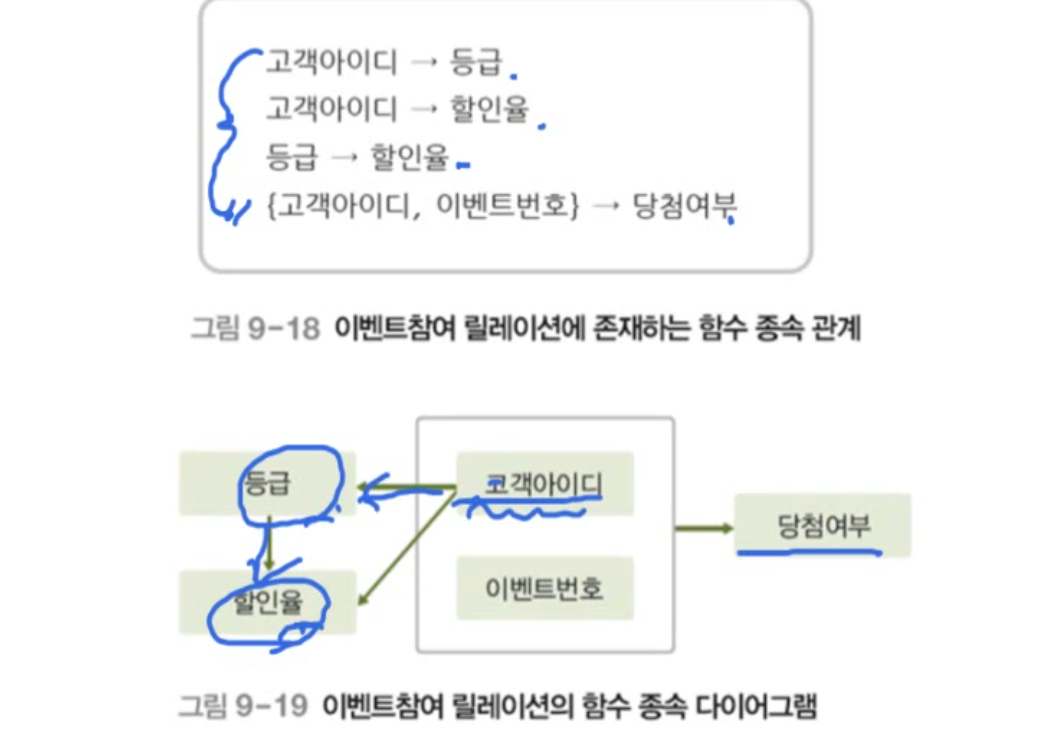 고객아이디 → 등급
고객아이디 → 할인율
등급 → 할인율
{고객아이디, 이벤트번호} → 당첨여부
그림 9-18 이벤트참여 릴레이션에 존재하는 함수 종속 관계
등급
고객아이디
당첨여부
할인율
이벤트번호
그림 9-19 이벤트참여 릴레이션의 함수 종속 다이어그램